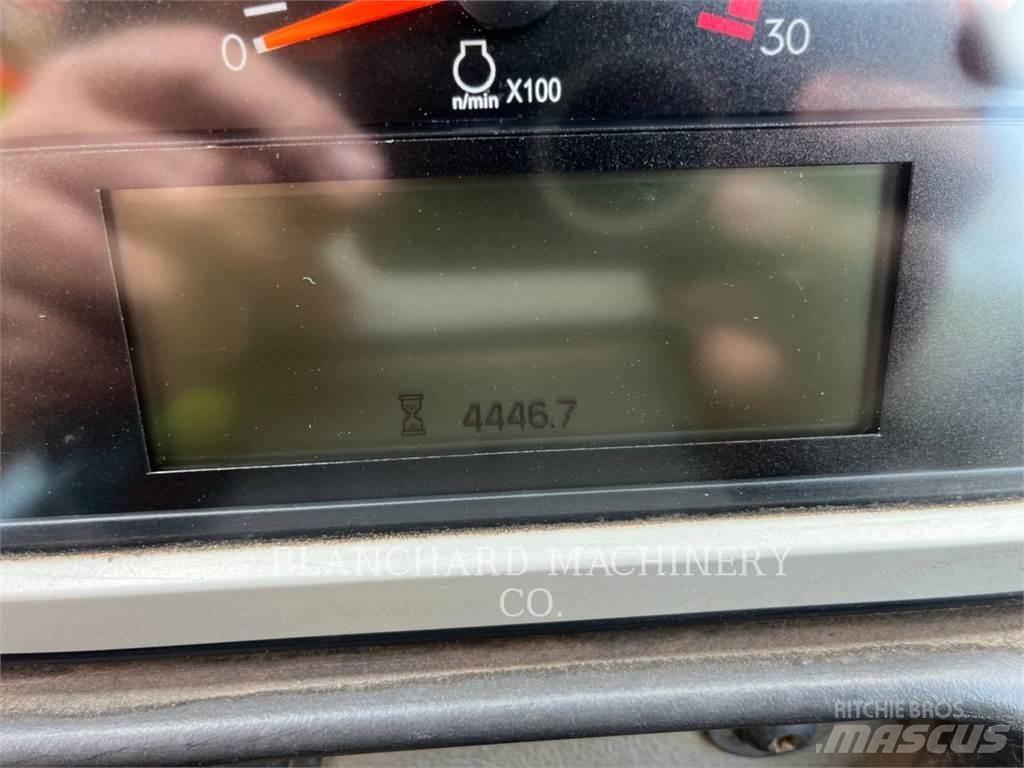 0
30
n/min X100
4446.7
BLANCHARD MACHINERY
CO.
RITCHIE BROS.
MASCUS